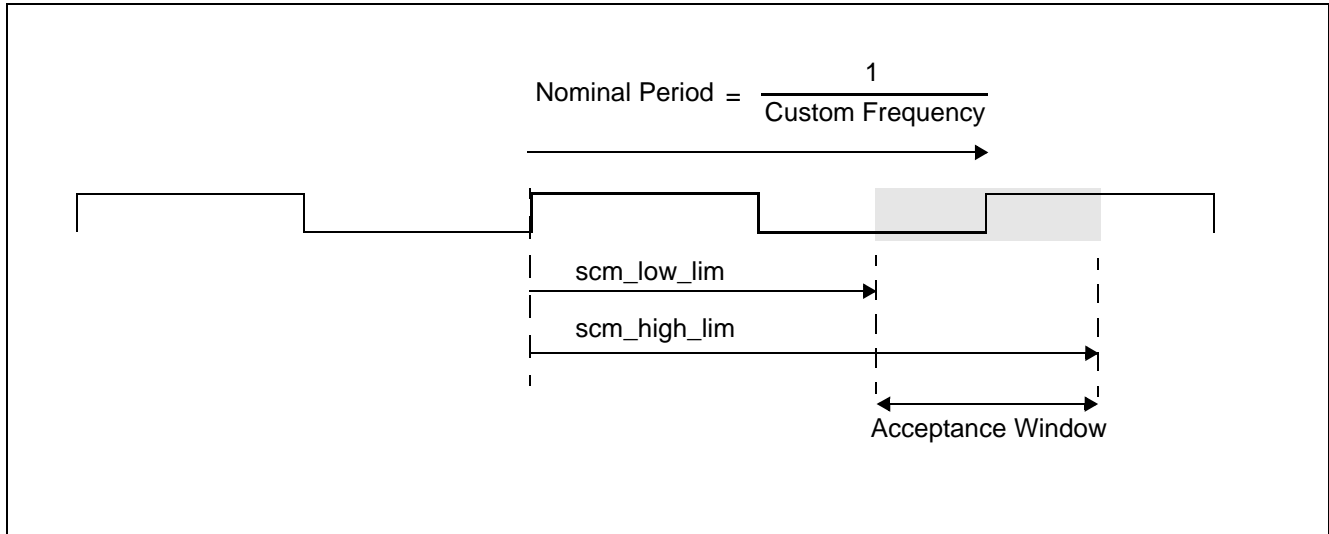 1
Nominal Period =
Custom Frequency
scm_low_lim
scm_high_lim
Acceptance Window